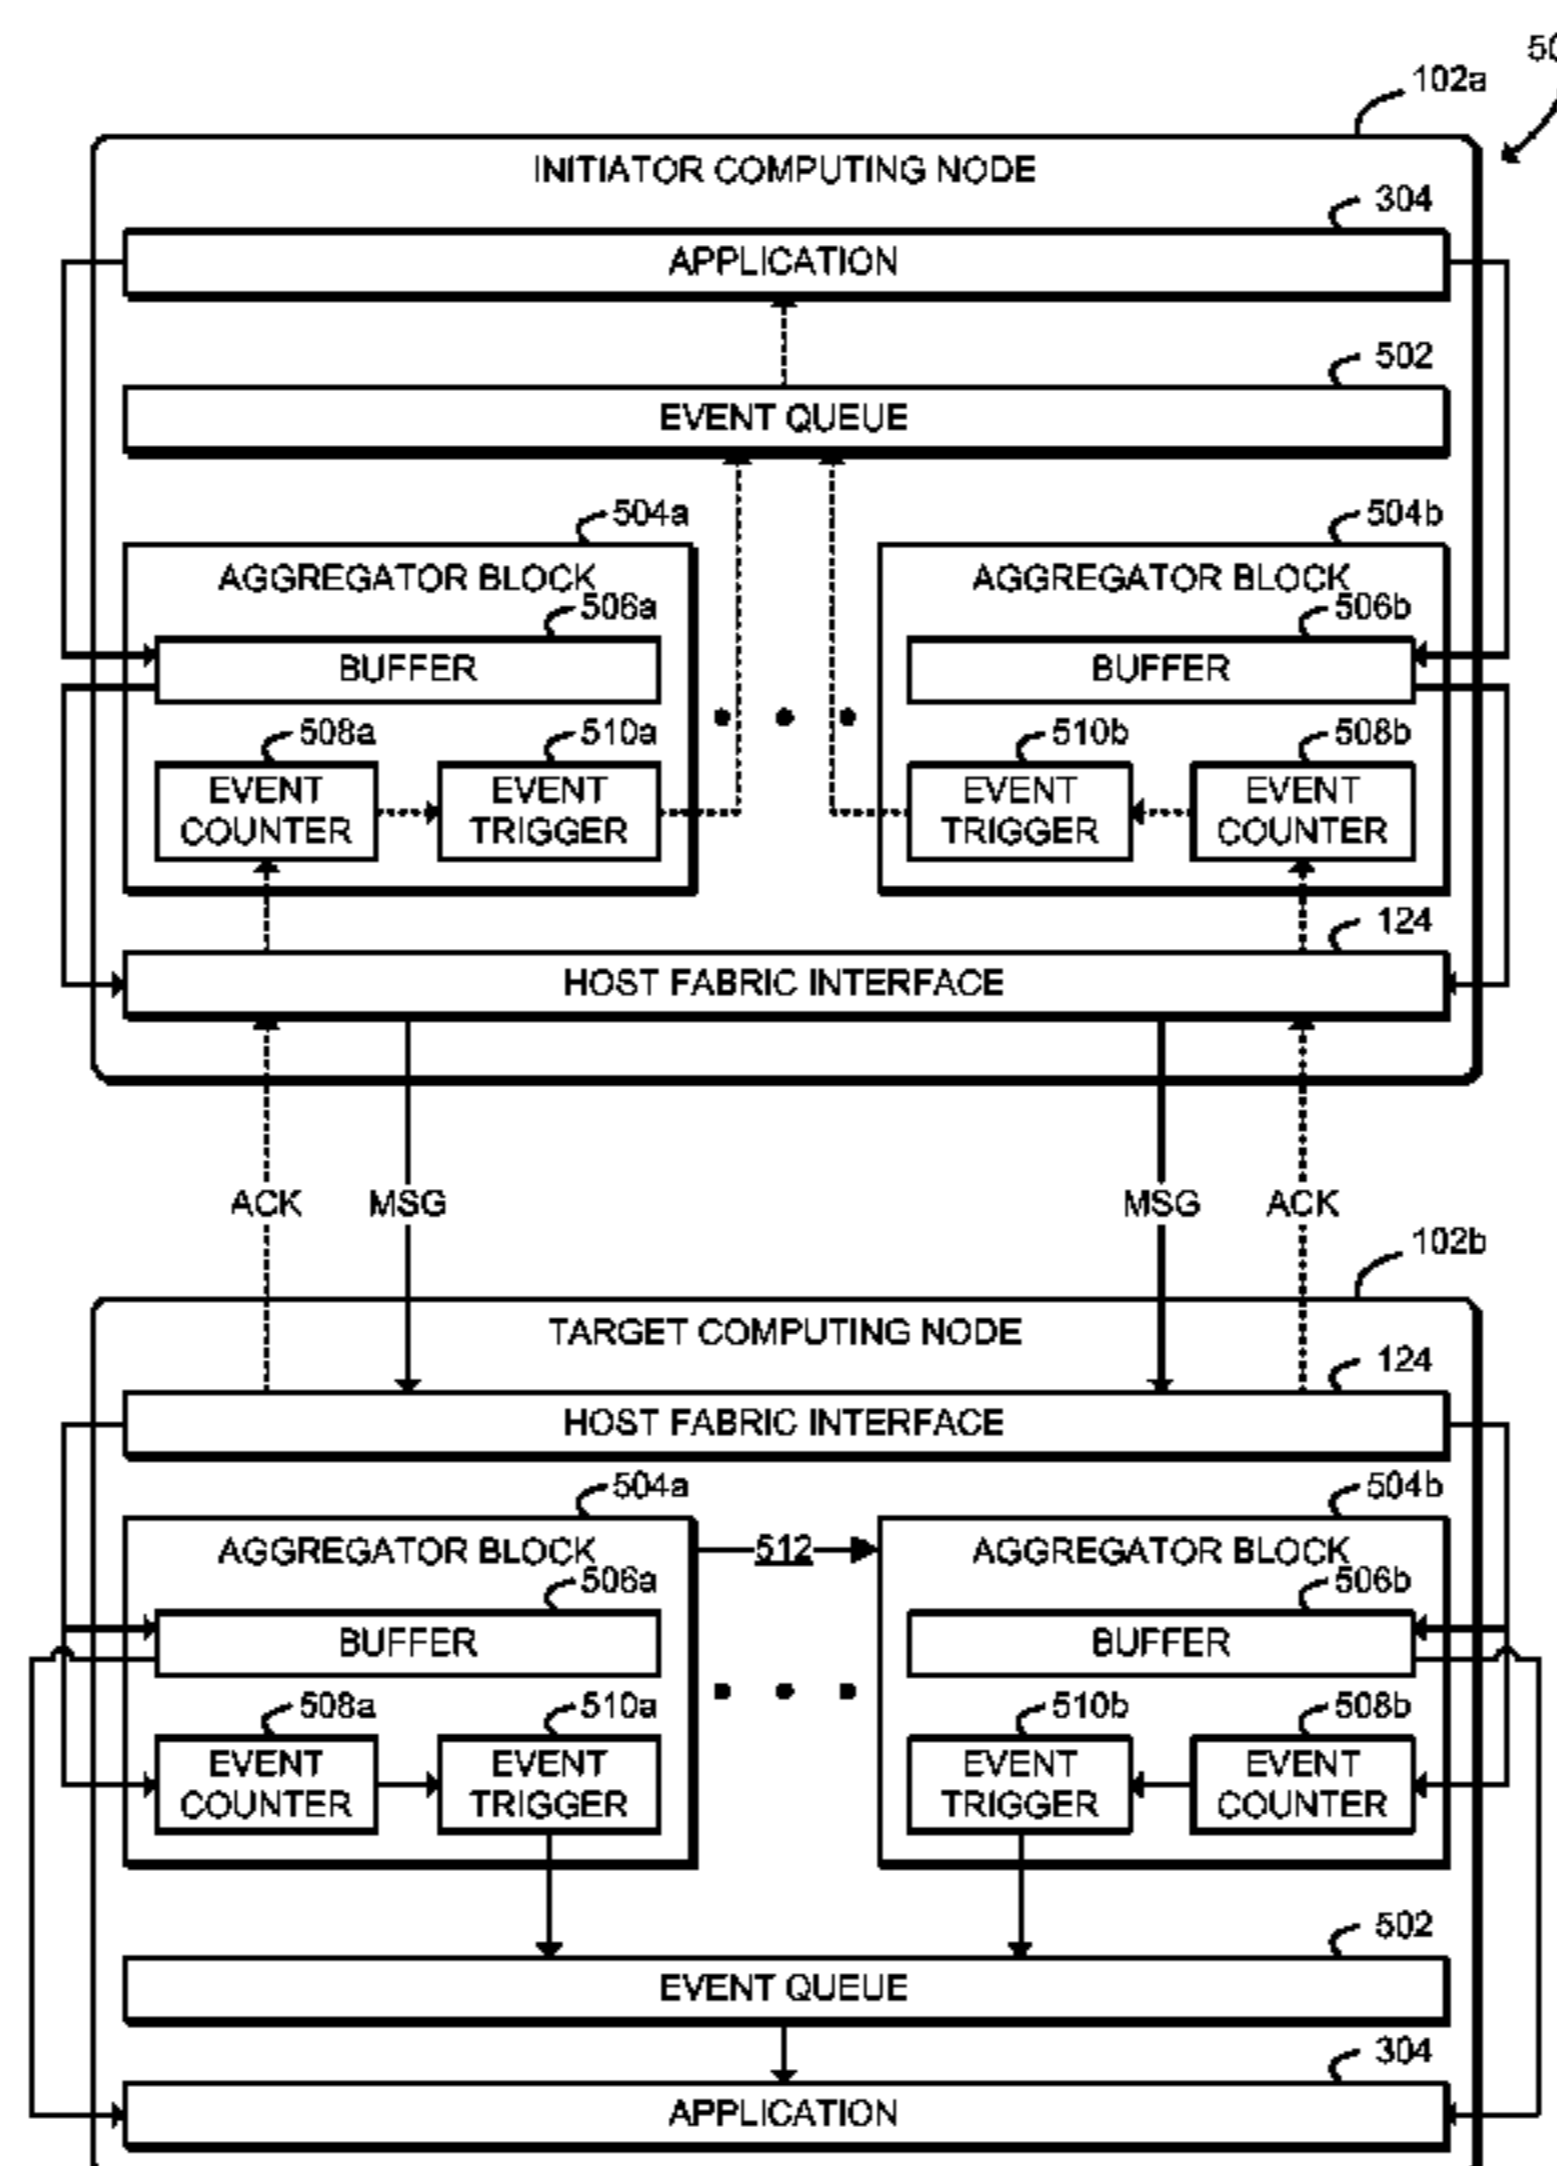 50
102a
INITIATOR COMPUTING NODE
304
APPLICATION
502
EVENT QUEUE
504a
504b
AGGREGATOR BLOCK
AGGREGATOR BLOCK
506a
506b
BUFFER
BUFFER
508a
510a
510b
508b
EVENT COUNTER
EVENT TRIGGER
EVENT TRIGGER
EVENT COUNTER
124
HOST FABRIC INTERFACE
ACK
MSG
MSG
ACK
102b
TARGET COMPUTING NODE
124
HOST FABRIC INTERFACE
504a
504b
AGGREGATOR BLOCK
512
AGGREGATOR BLOCK
506a
506b
BUFFER
BUFFER
508a
510a
510b
508b
EVENT COUNTER
EVENT TRIGGER
EVENT TRIGGER
EVENT COUNTER
502
EVENT QUEUE
304
APPLICATION